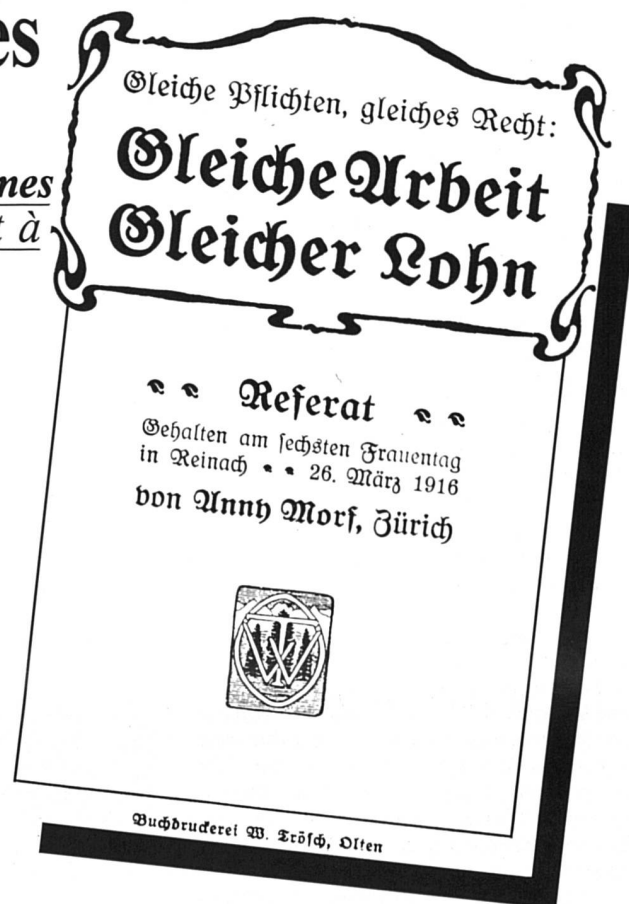 es
nes
t à
Gleiche Pflichten, gleiches Recht:
Gleiche Arbeit
Gleicher Lohn
Referat
Gehalten am sechsten Frauentag
in Reinach • • 26. März 1916
von Anny Morf, Zürich
TW
Buchdruckerei W. Trösch, Olten